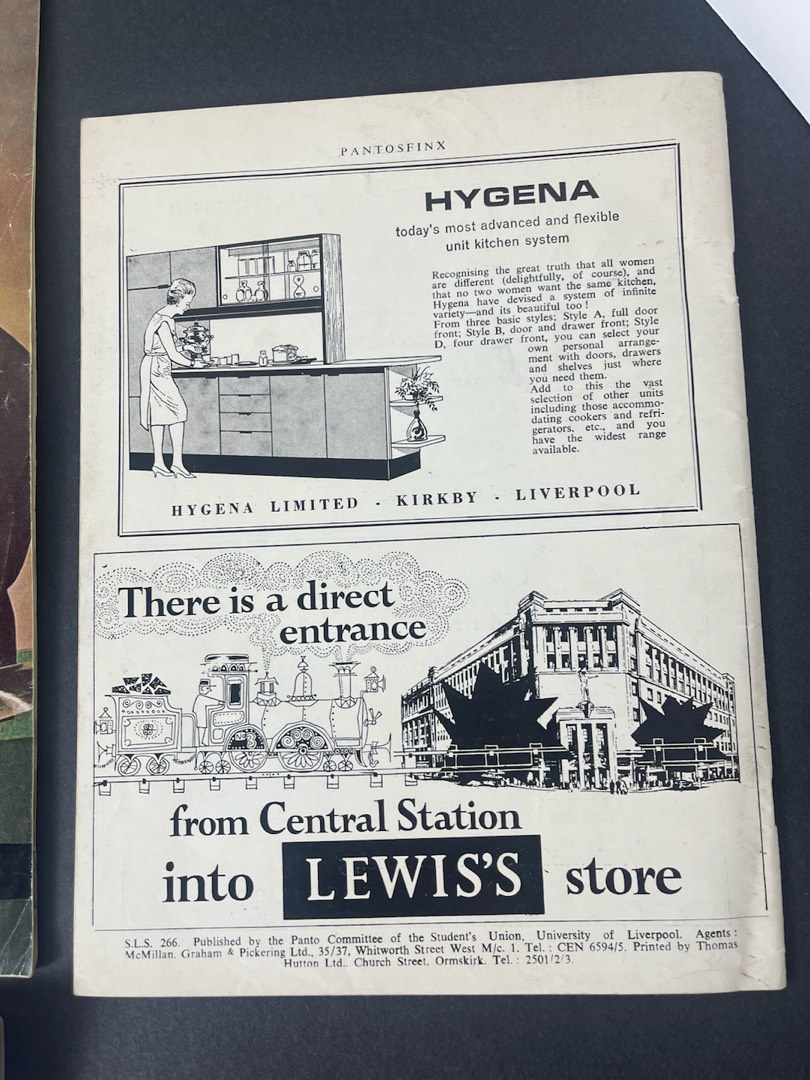 PANTOSFINX
HYGENA
today's most advanced and flexible
unit kitchen system
Recognising the great truth that all women
are different (delightfully, of course), and
that no two women want the same kitchen,
Hygena have devised a system of infinite
variety—and its beautiful too!
From three basic styles; Style A, full door
front; Style B, door and drawer front; Style
D, four drawer front, you can select your
own personal arrange-
ment with doors, drawers
and shelves just where
you need them.
Add to this the vast
selection of other units
including those accommo-
dating cookers and refri-
gerators. etc., and you
have the widest range
available.
HYGENA LIMITED - KIRKBY - LIVERPOOL
There is a direct
entrance
from Central Station
into LEWIS'S store
S.L.S. 266. Published by the Panto Committee of the Student's Union, University of Liverpool. Agents:
McMillan. Graham & Pickering Ltd., 35/37, Whitworth Street West M/c. 1. Tel.: CEN 6594/5. Printed by Thomas
Hutton Ltd.. Church Street. Ormskirk. Tel.: 2501/2/3.